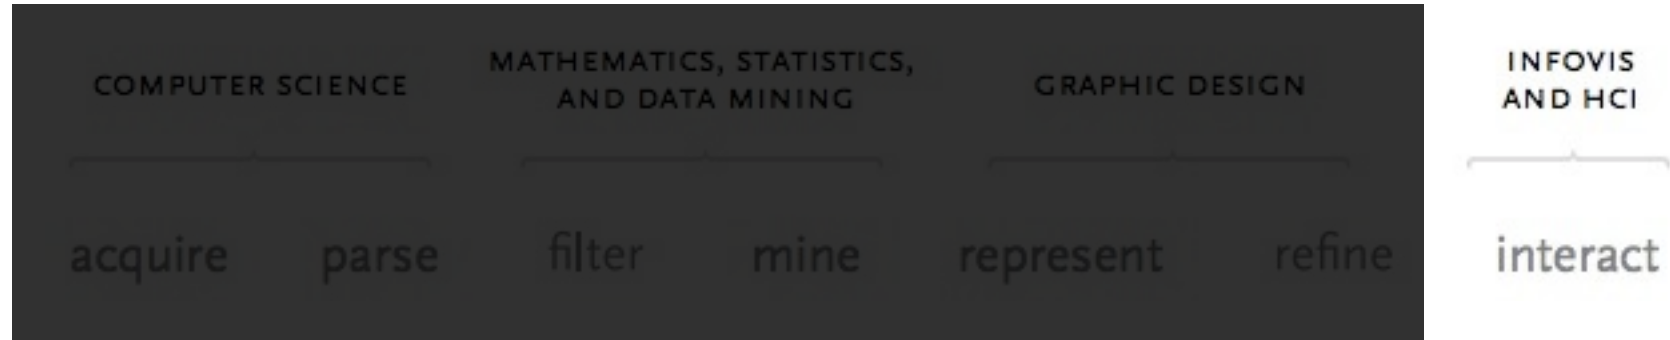 COMPUTER SCIENCE
MATHEMATICS, STATISTICS,
AND DATA MINING
GRAPHIC DESIGN
INFOVIS
AND HCI
acquire parse filter mine represent refine interact